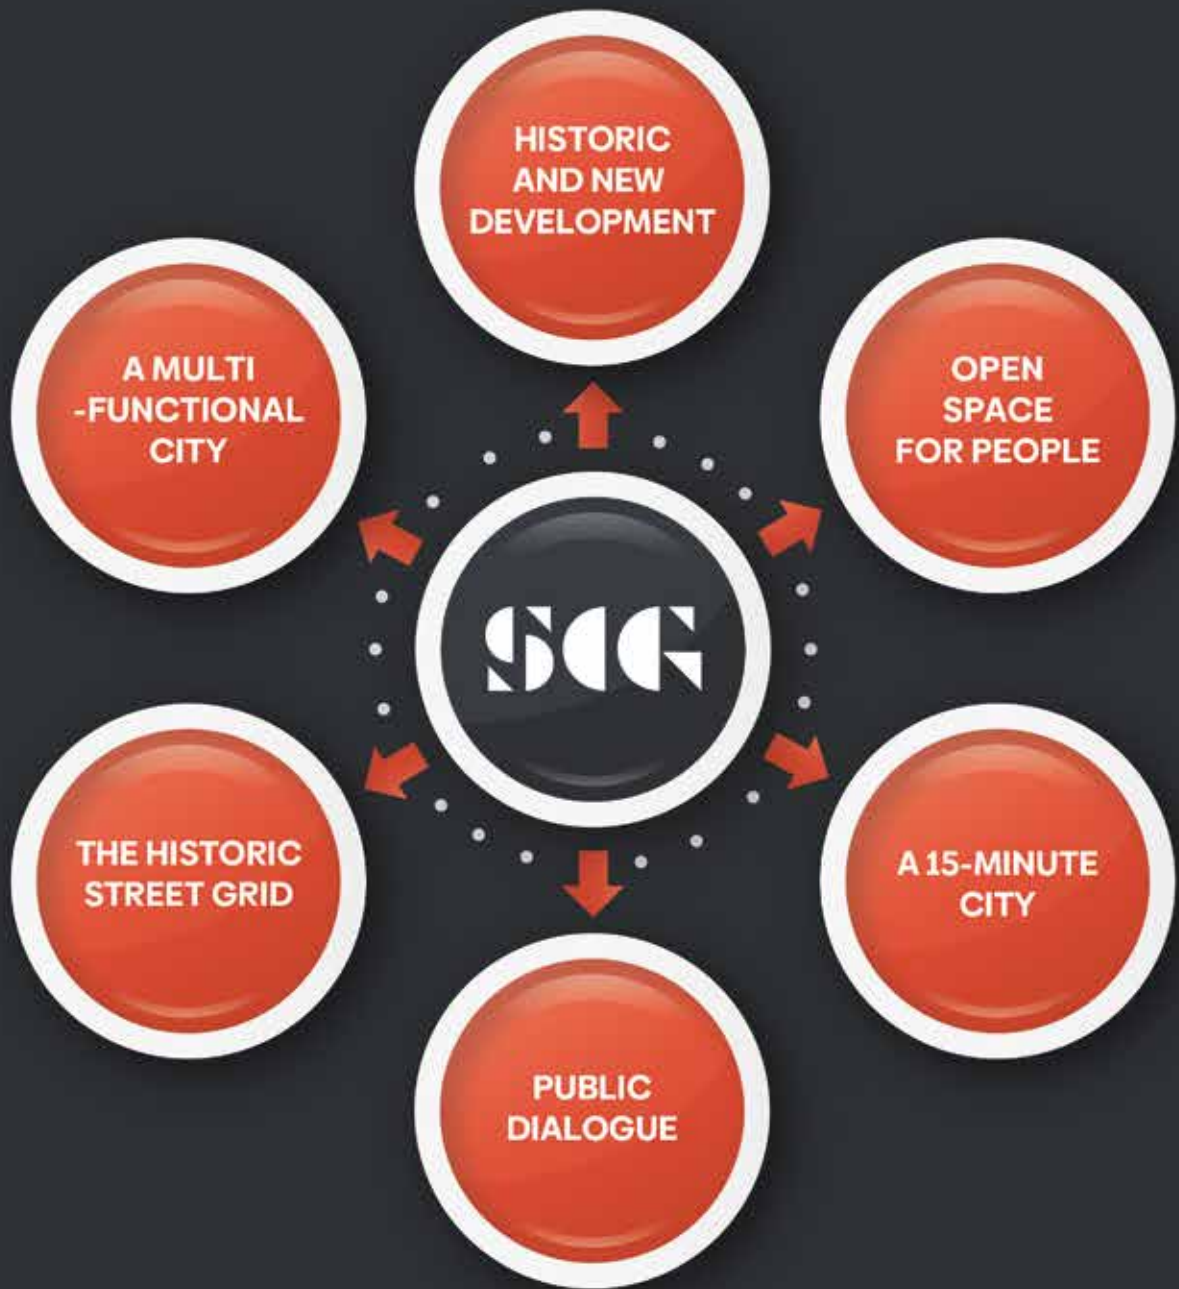 HISTORIC
AND NEW
DEVELOPMENT
A MULTI
-FUNCTIONAL
CITY
OPEN
SPACE
FOR PEOPLE
SCG
THE HISTORIC
STREET GRID
A 15-MINUTE
CITY
PUBLIC
DIALOGUE